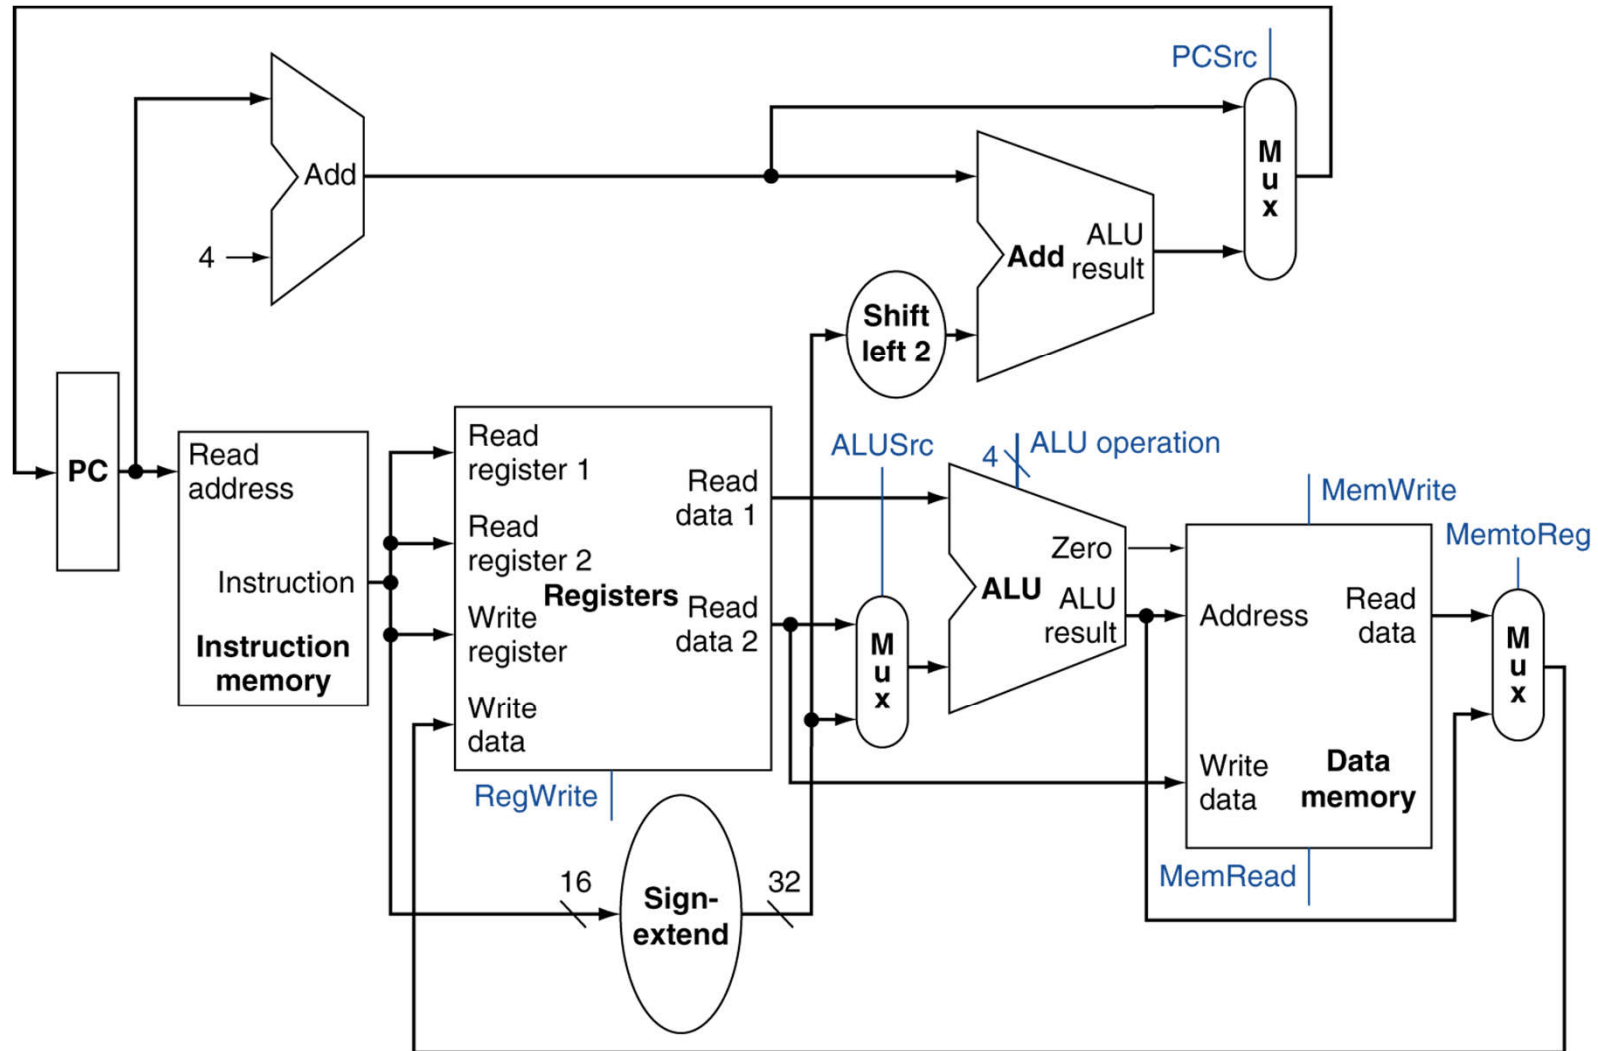 PCSrc
Add
M
u
x
4
Add
ALU
result
Shift
left 2
PC
Read
address
Instruction
Instruction
memory
Read
register 1
Read
register 2
Write
register
Write
data
Registers
Read
data 1
Read
data 2
RegWrite
16
Sign-
extend
32
ALUSrc
M
u
x
4
ALU operation
Zero
ALU
ALU
result
MemWrite
Address
Read
data
Write
data
Data
memory
MemRead
MemtoReg
M
u
x